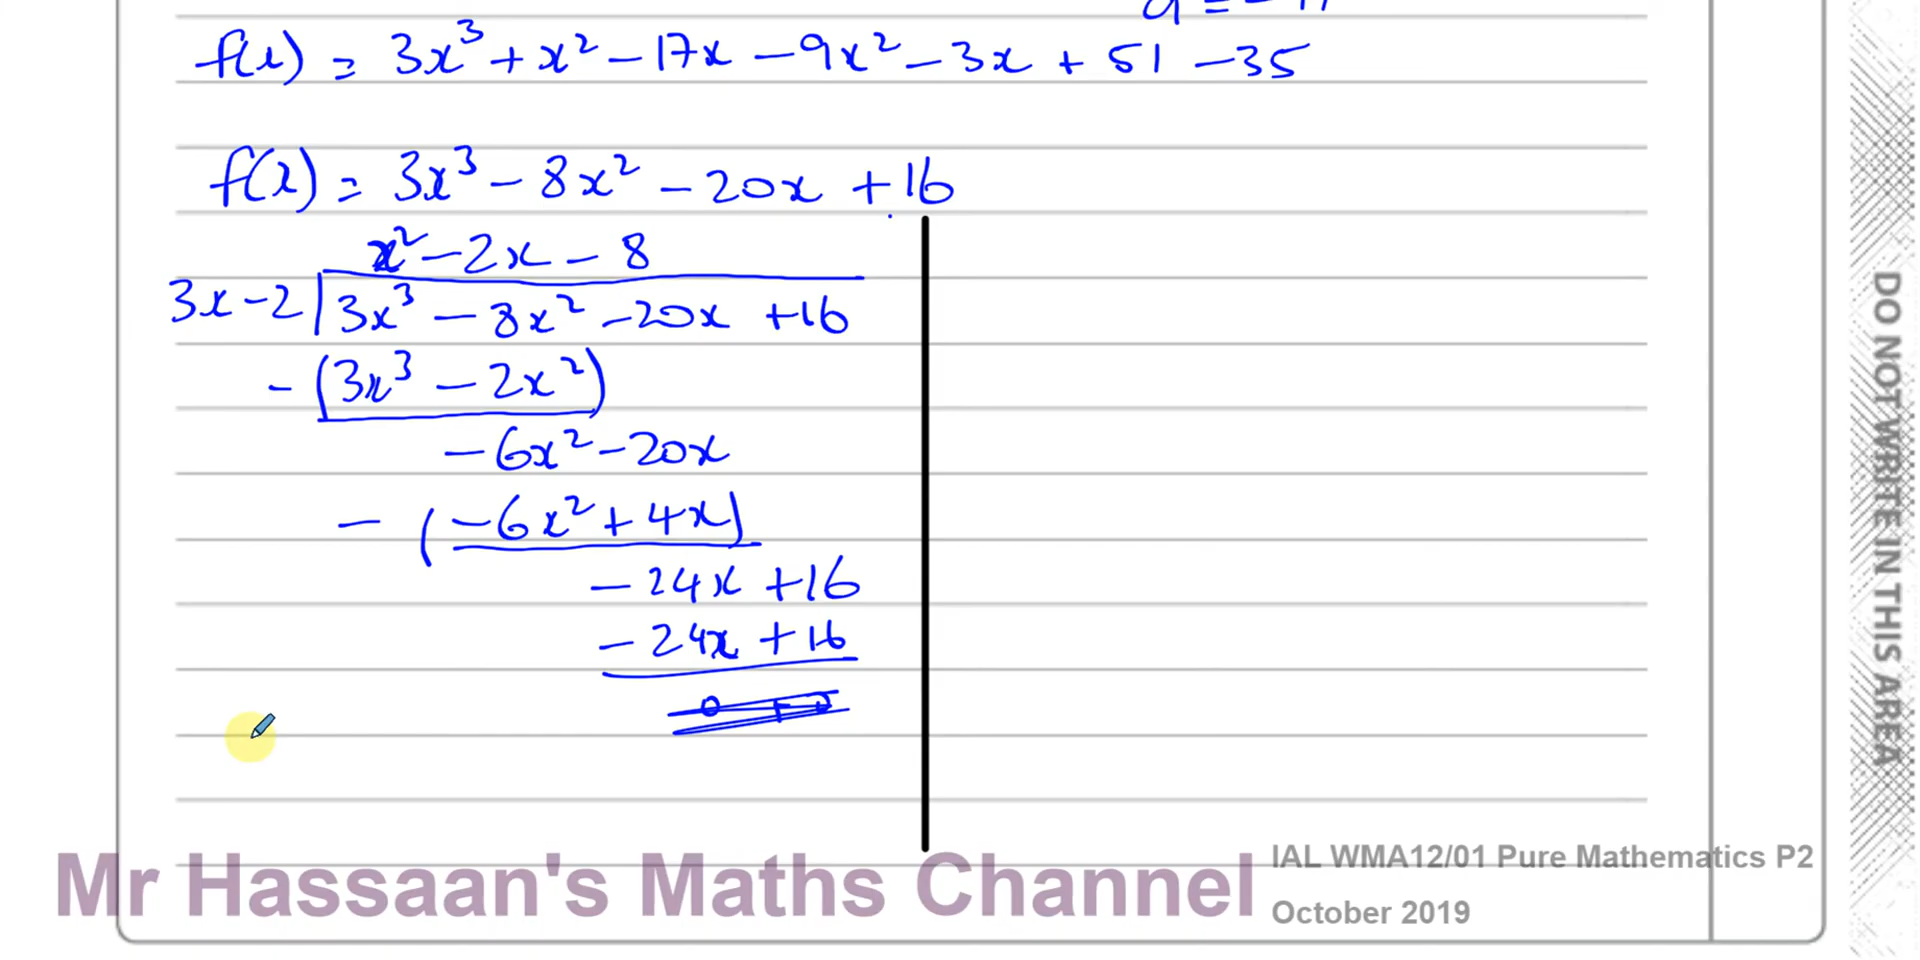 f(x) = 3x³ + x² - 17x - 9x² - 3x + 51 - 35
f(x) = 3x³ - 8x² - 20x + 16
x² - 2x - 8
3x - 2 | 3x³ - 8x² - 20x + 16
- (3x³ - 2x²)
- 6x² - 20x
- (- 6x² + 4x)
- 24x + 16
- 24x + 16
0 + 0
DO NOT WRITE IN THIS AREA
Mr Hassaan's Maths Channel
IAL WMA12/01 Pure Mathematics P2
October 2019